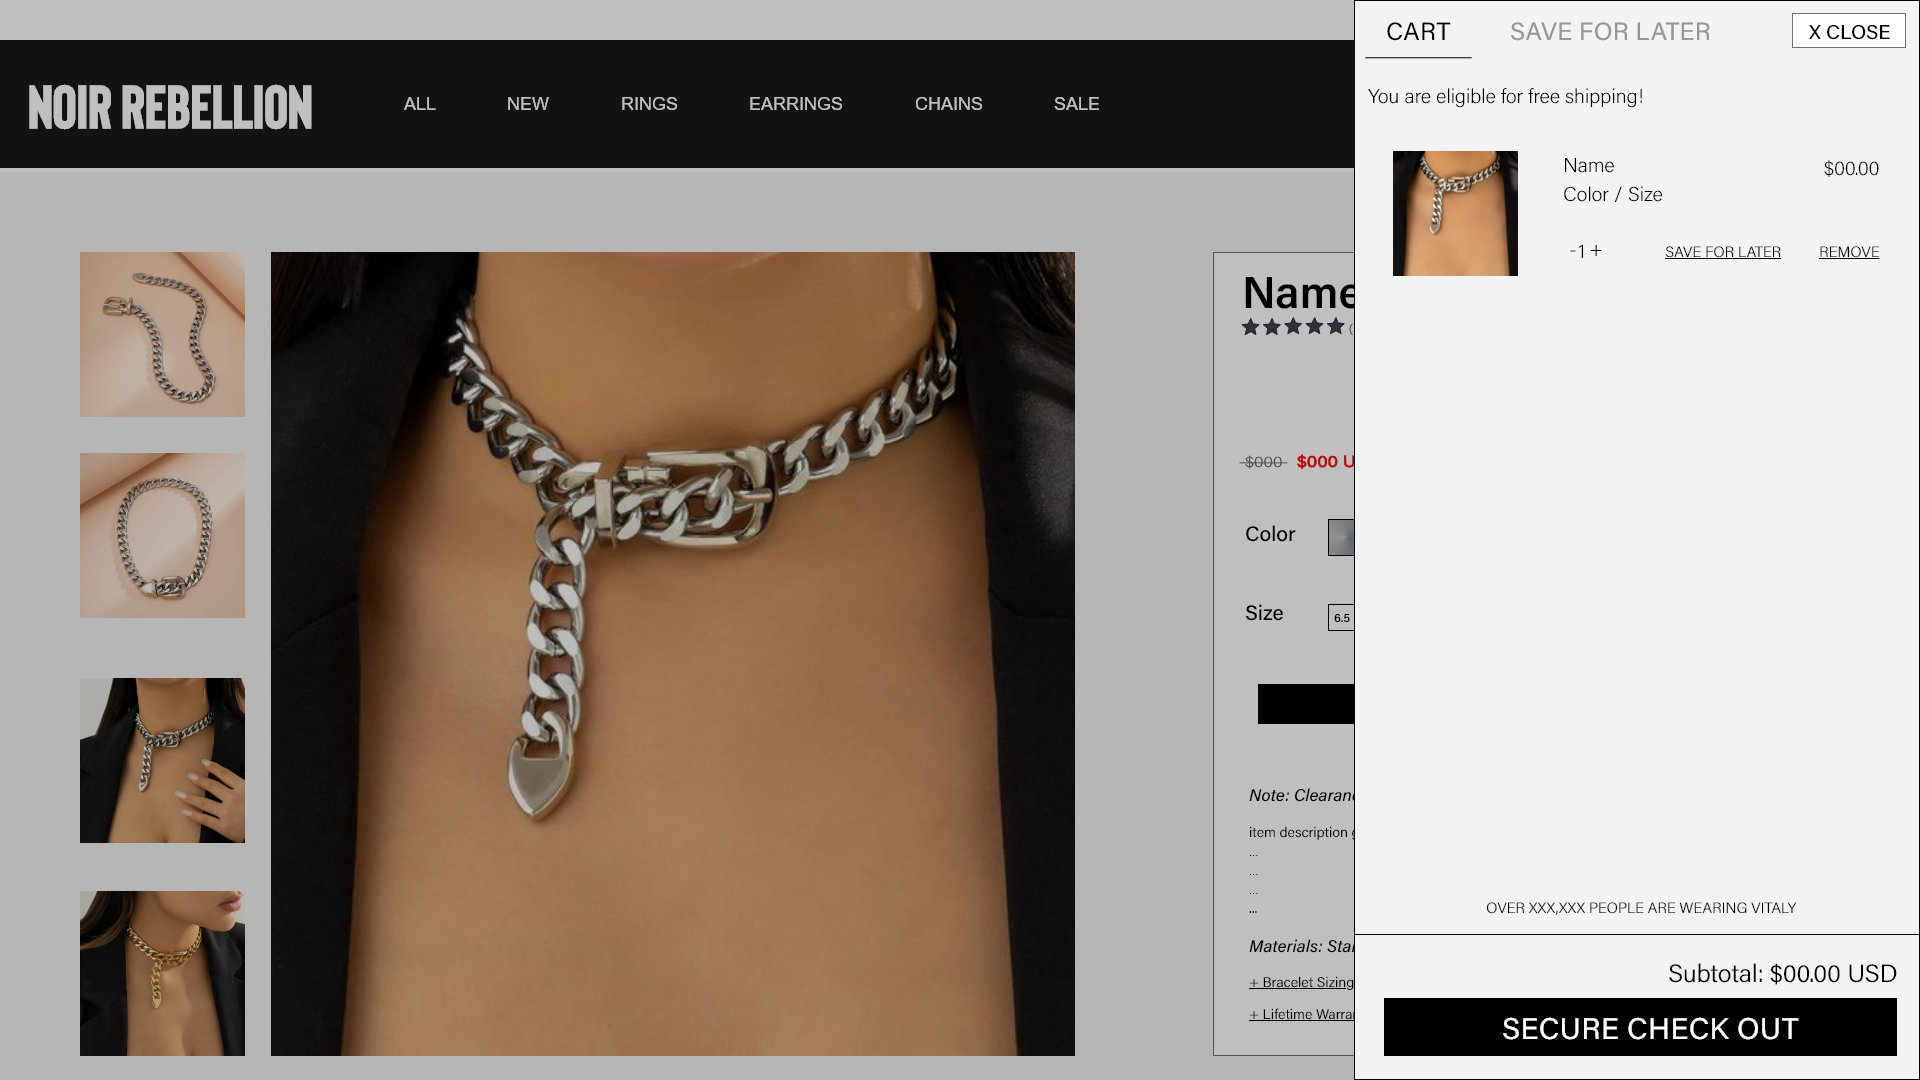 NOIR REBELLION
ALL
NEW
RINGS
EARRINGS
CHAINS
SALE
Name
$000 $000
Color
Size
6.5
Note:
item description
...
...
...
...
Materials:
+ Bracelet Sizing
+ Lifetime
CART
SAVE FOR LATER
X CLOSE
You are eligible for free shipping!
Name
$00.00
Color / Size
-1+
SAVE FOR LATER
REMOVE
OVER XXX,XXX PEOPLE ARE WEARING VITALY
Subtotal: $00.00 USD
SECURE CHECK OUT